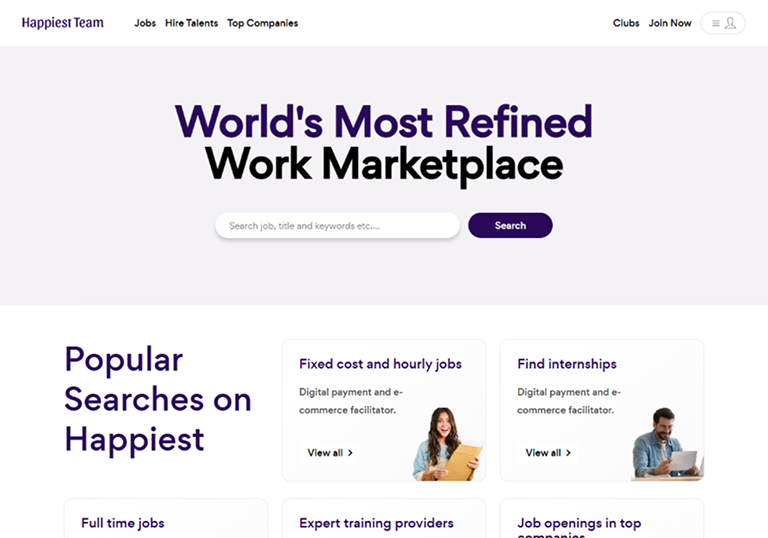 Happiest Team
Jobs Hire Talents Top Companies
Clubs Join Now
World's Most Refined
Work Marketplace
Search job, title and keywords etc....
Search
Popular
Searches on
Happiest
Fixed cost and hourly jobs
Digital payment and e-
commerce facilitator.
View all
Find internships
Digital payment and e-
commerce facilitator.
View all
Full time jobs
Expert training providers
Job openings in top
companies